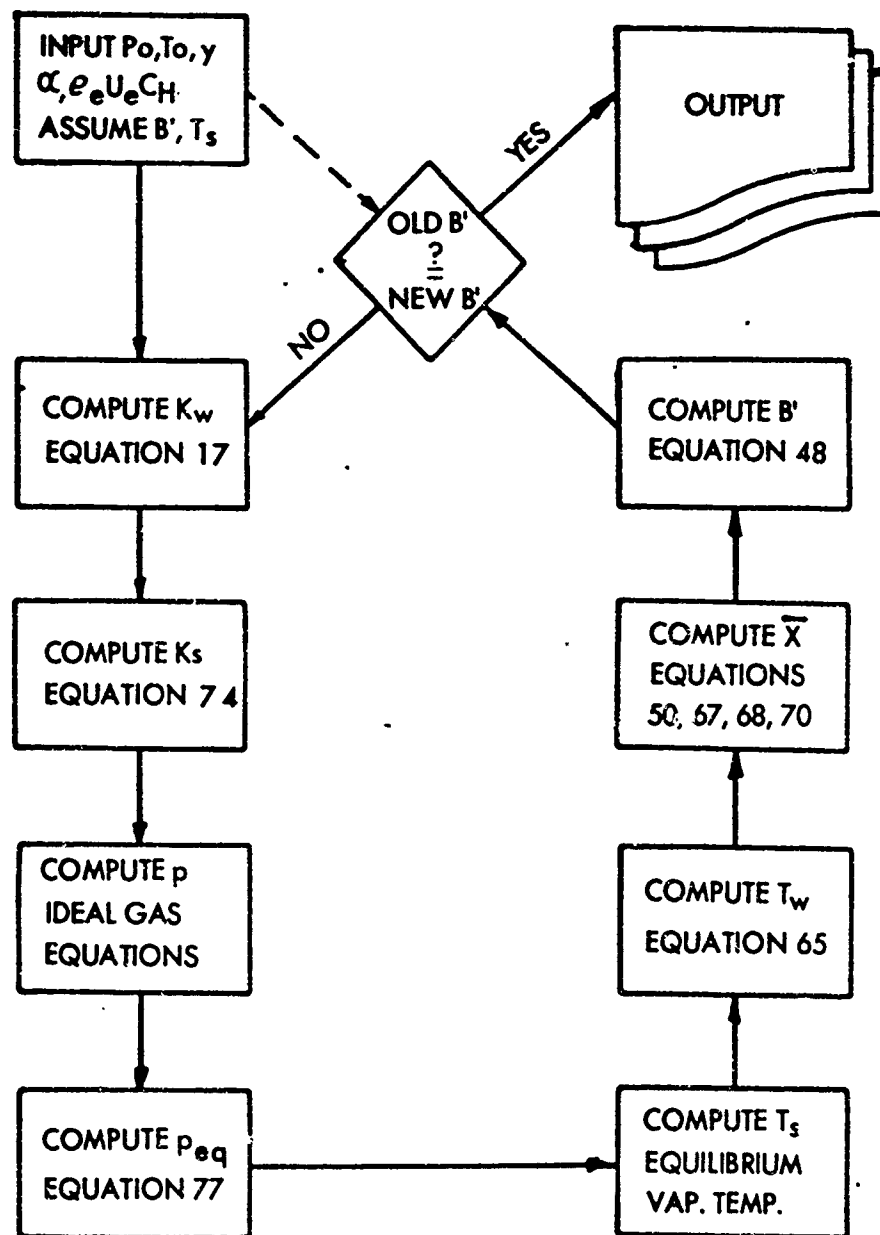 INPUT Po,To, y
α, ρeUeCH
ASSUME B', Ts
OLD B'
?
=
NEW B'
YES
NO
OUTPUT
COMPUTE Kw
EQUATION 17
COMPUTE Ks
EQUATION 74
COMPUTE p
IDEAL GAS
EQUATIONS
COMPUTE peq
EQUATION 77
COMPUTE Ts
EQUILIBRIUM
VAP. TEMP.
COMPUTE Tw
EQUATION 65
COMPUTE X̄
EQUATIONS
50, 67, 68, 70
COMPUTE B'
EQUATION 48